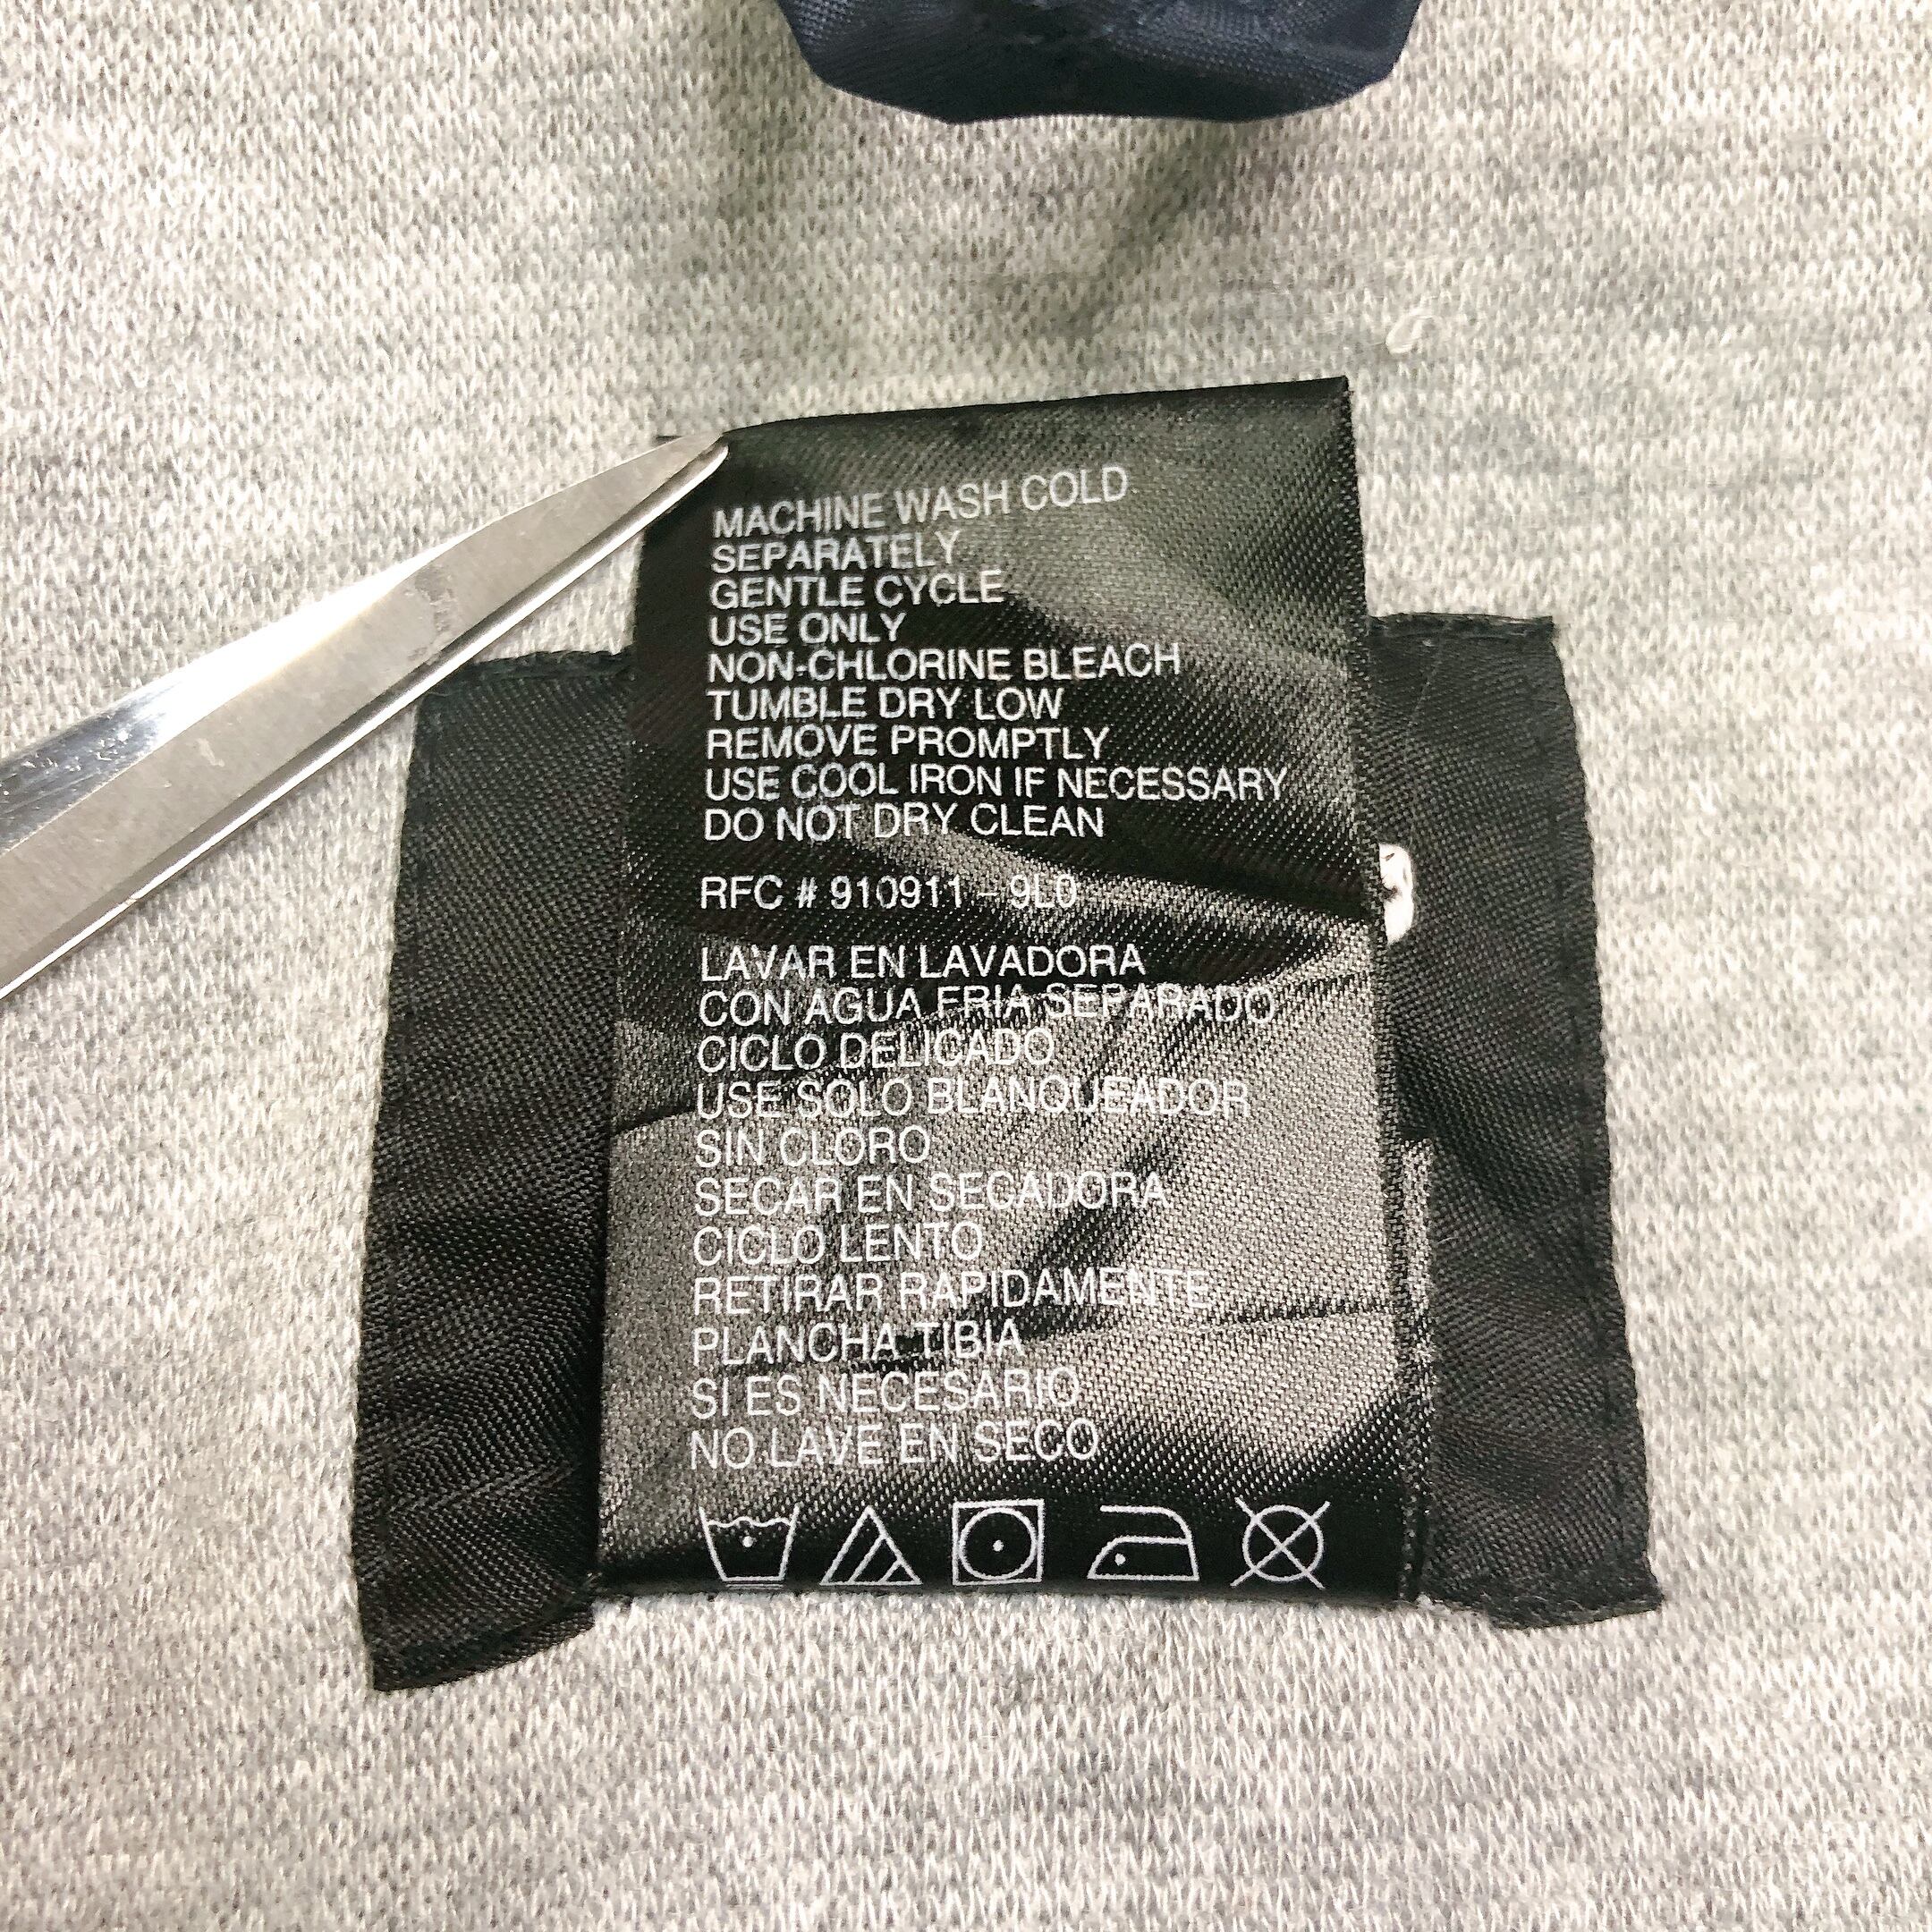 MACHINE WASH COLD
SEPARATELY
GENTLE CYCLE
USE ONLY
NON-CHLORINE BLEACH
TUMBLE DRY LOW
REMOVE PROMPTLY
USE COOL IRON IF NECESSARY
DO NOT DRY CLEAN
RFC # 910911 - 9L0
LAVAR EN LAVADORA
CON AGUA FRIA SEPARADO
CICLO DELICADO
USE SOLO BLANQUEADOR
SIN CLORO
SECAR EN SECADORA
CICLO LENTO
RETIRAR RAPIDAMENTE
PLANCHA TIBIA
SI ES NECESARIO
NO LAVE EN SECO